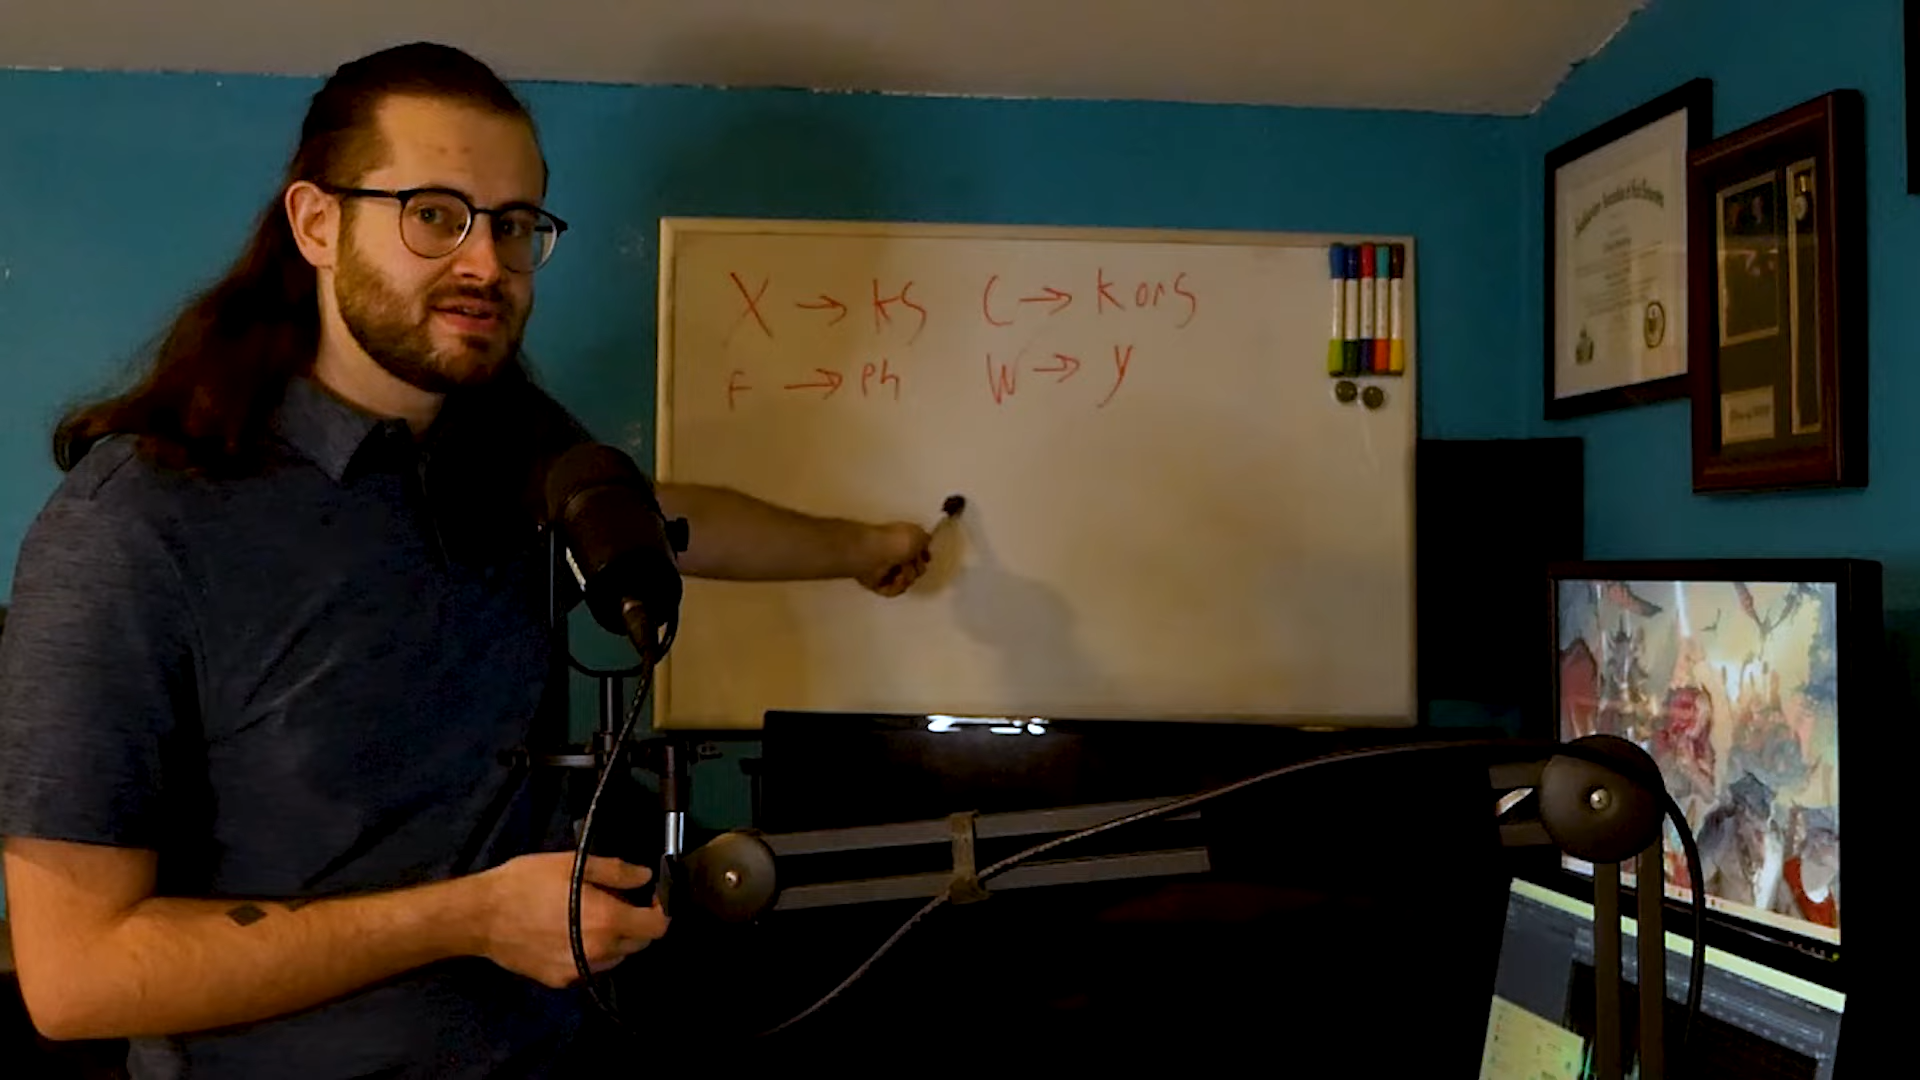 X → ks C → k or s
F → Ph W → y